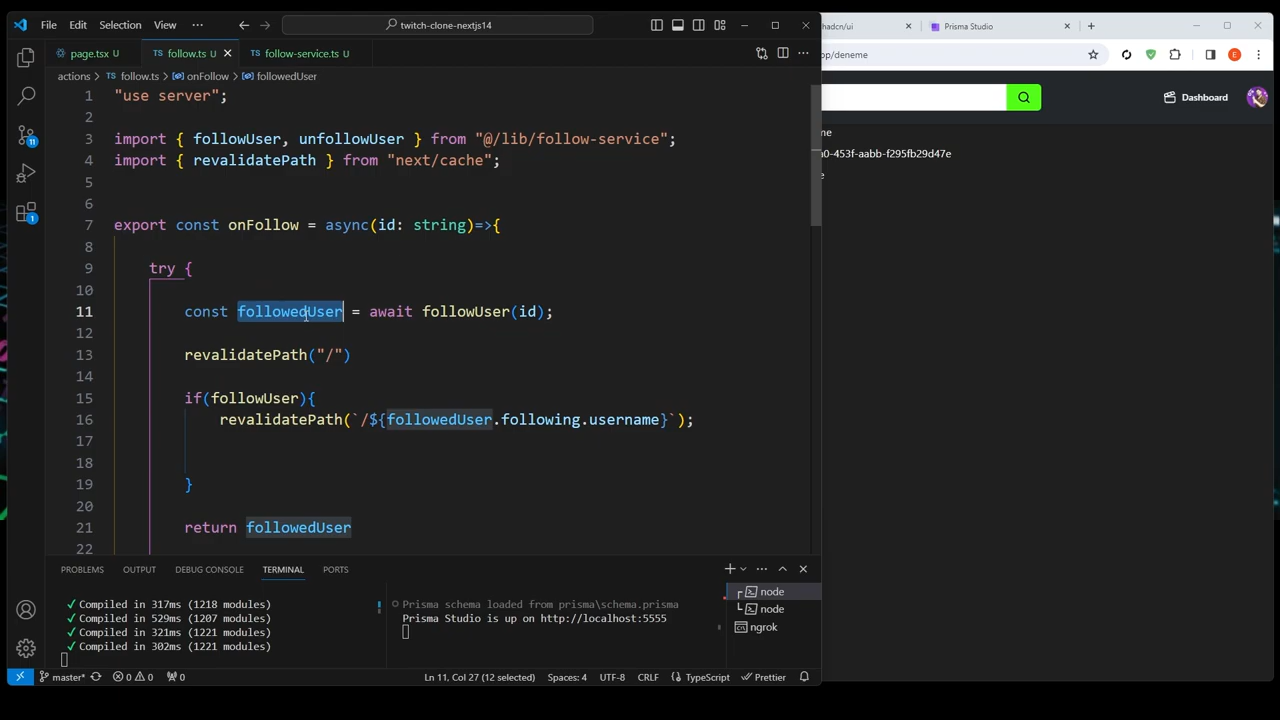 File Edit Selection View ··· twitch-clone-nextjs14
page.tsx U TS follow.ts U TS follow-service.ts U
actions > TS follow.ts > onFollow > followedUser
1 "use server";
2
3 import { followUser, unfollowUser } from "@/lib/follow-service";
4 import { revalidatePath } from "next/cache";
5
6
7 export const onFollow = async(id: string)=>{
8
9 try {
10
11 const followedUser = await followUser(id);
12
13 revalidatePath("/")
14
15 if(followUser){
16 revalidatePath(`/${followedUser.following.username}`);
17
18
19 }
20
21 return followedUser
22
11
1
PROBLEMS OUTPUT DEBUG CONSOLE TERMINAL PORTS
✓ Compiled in 317ms (1218 modules)
✓ Compiled in 529ms (1207 modules)
✓ Compiled in 321ms (1221 modules)
✓ Compiled in 302ms (1221 modules)
Prisma schema loaded from prisma\schema.prisma
Prisma Studio is up on http://localhost:5555
node
node
ngrok
master* 0 0 0 Ln 11, Col 27 (12 selected) Spaces: 4 UTF-8 CRLF TypeScript Prettier
hadcn/ui Prisma Studio
pp/deneme E
Dashboard
me
0-453f-aabb-f295fb29d47e
e